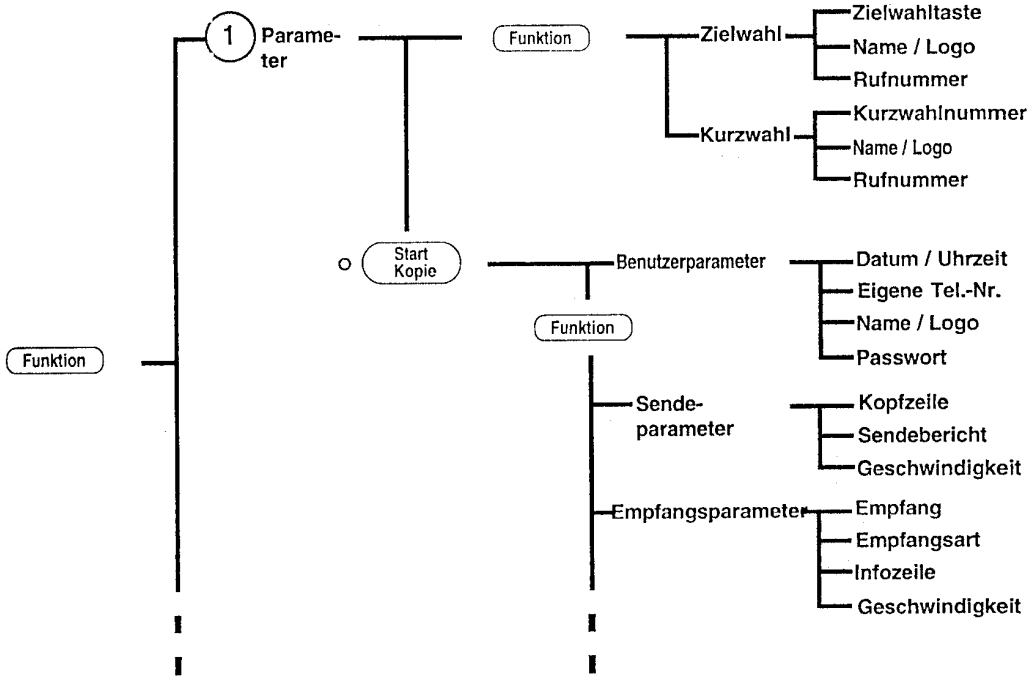 1
Parame-
ter
Funktion
Zielwahl
Zielwahltaste
Name / Logo
Rufnummer
Kurzwahl
Kurzwahlnummer
Name / Logo
Rufnummer
Start
Kopie
Benutzerparameter
Datum / Uhrzeit
Eigene Tel.-Nr.
Name / Logo
Passwort
Funktion
Funktion
Sende-
parameter
Kopfzeile
Sendebericht
Geschwindigkeit
Empfangsparameter
Empfang
Empfangsart
Infozeile
Geschwindigkeit